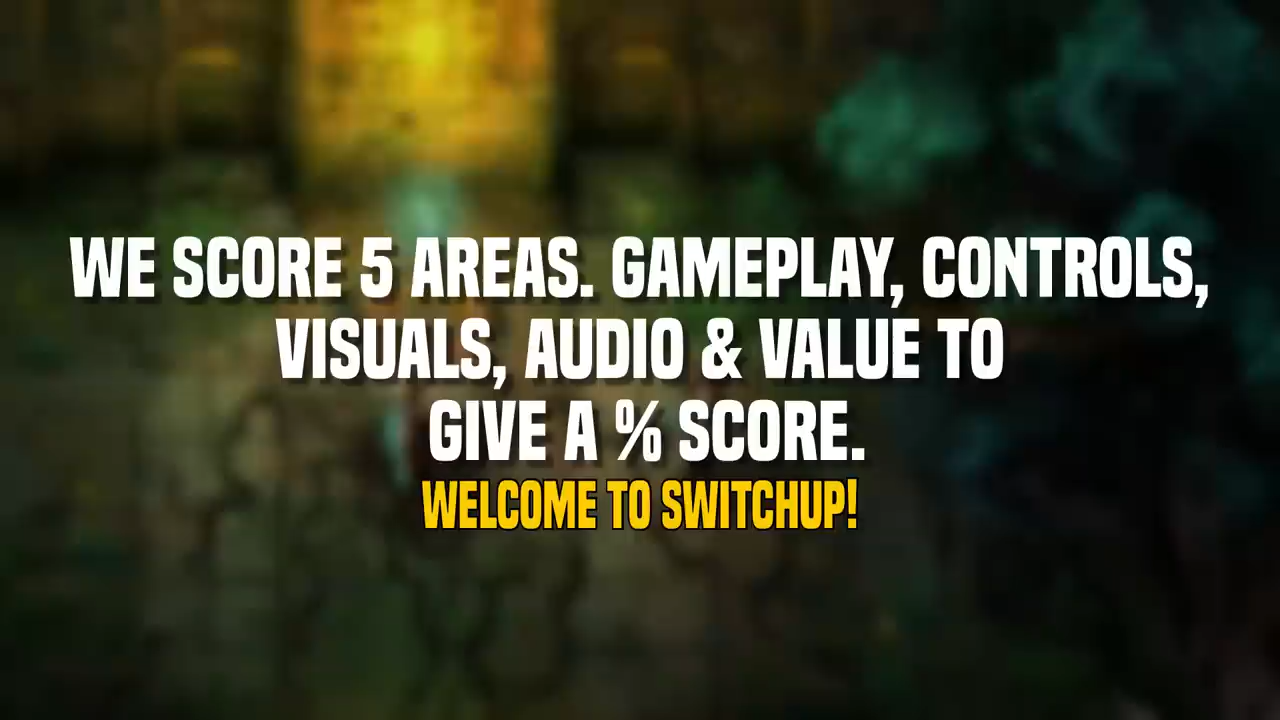 WE SCORE 5 AREAS. GAMEPLAY, CONTROLS,
VISUALS, AUDIO & VALUE TO
GIVE A % SCORE.
WELCOME TO SWITCHUP!